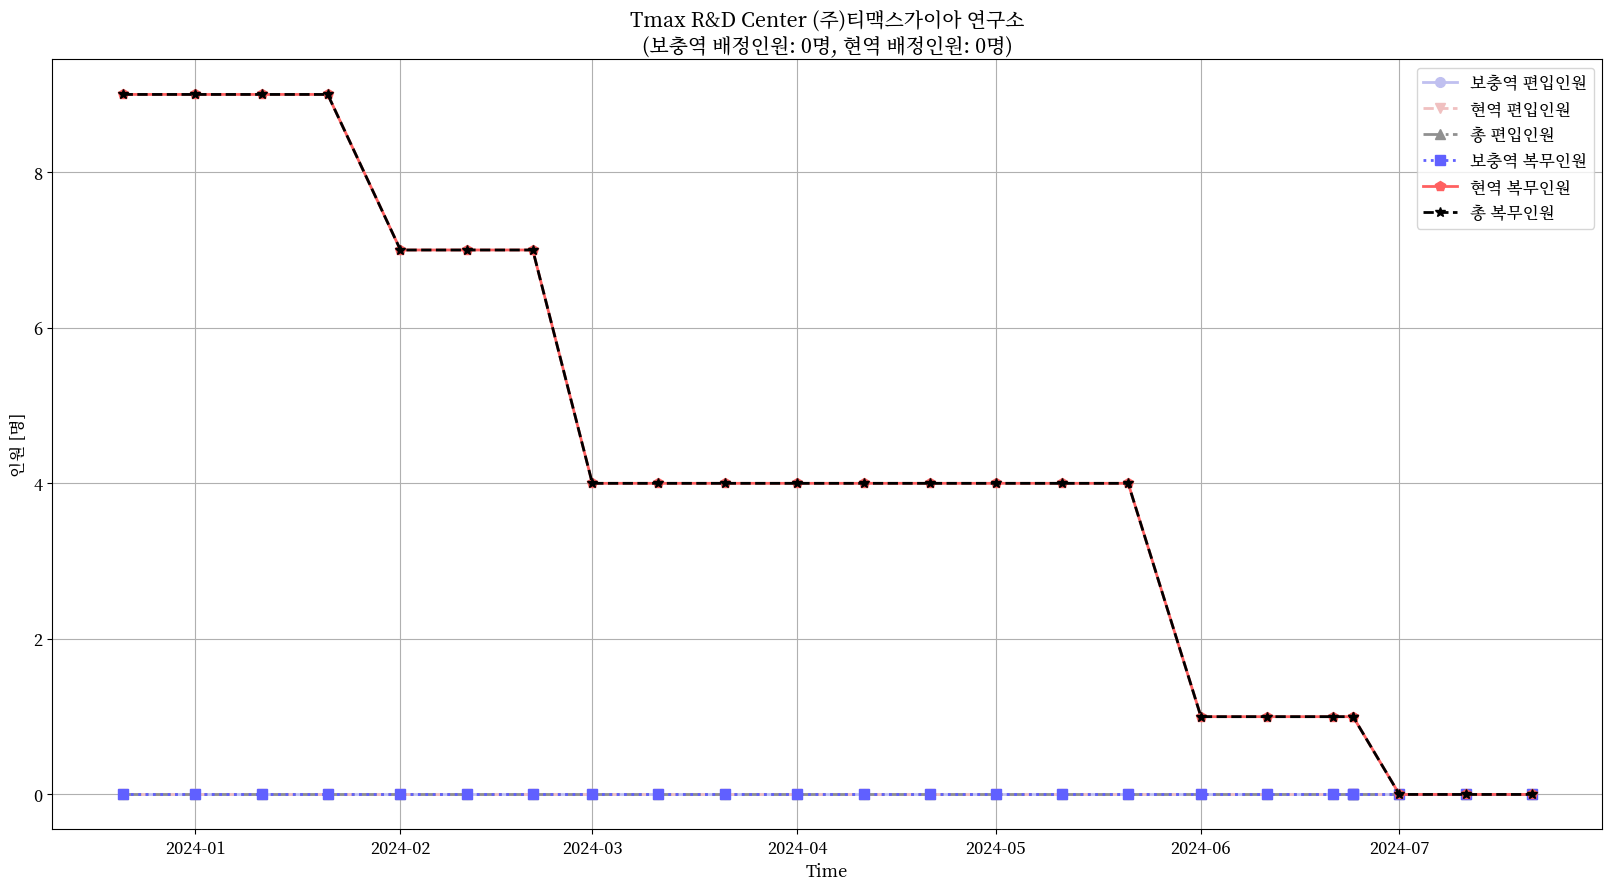 Tmax R&D Center (주)티맥스가이아 연구소
(보충역 배정인원: 0명, 현역 배정인원: 0명)
보충역 편입인원
현역 편입인원
총 편입인원
보충역 복무인원
현역 복무인원
총 복무인원
인원 [명]
8
6
4
2
0
2024-01
2024-02
2024-03
2024-04
2024-05
2024-06
2024-07
Time